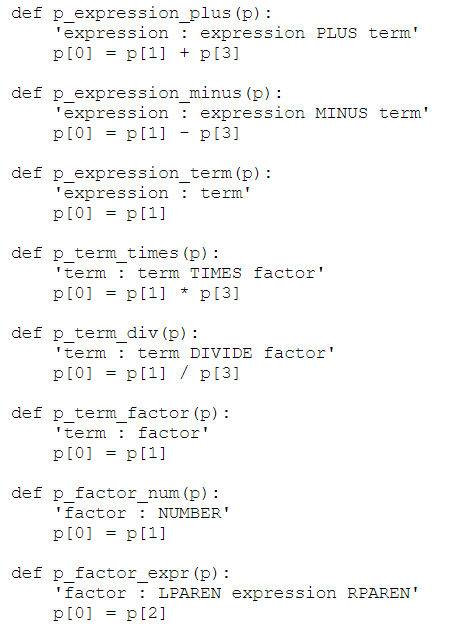 def p_expression_plus(p):
    'expression : expression PLUS term'
    p[0] = p[1] + p[3]

def p_expression_minus(p):
    'expression : expression MINUS term'
    p[0] = p[1] - p[3]

def p_expression_term(p):
    'expression : term'
    p[0] = p[1]

def p_term_times(p):
    'term : term TIMES factor'
    p[0] = p[1] * p[3]

def p_term_div(p):
    'term : term DIVIDE factor'
    p[0] = p[1] / p[3]

def p_term_factor(p):
    'term : factor'
    p[0] = p[1]

def p_factor_num(p):
    'factor : NUMBER'
    p[0] = p[1]

def p_factor_expr(p):
    'factor : LPAREN expression RPAREN'
    p[0] = p[2]